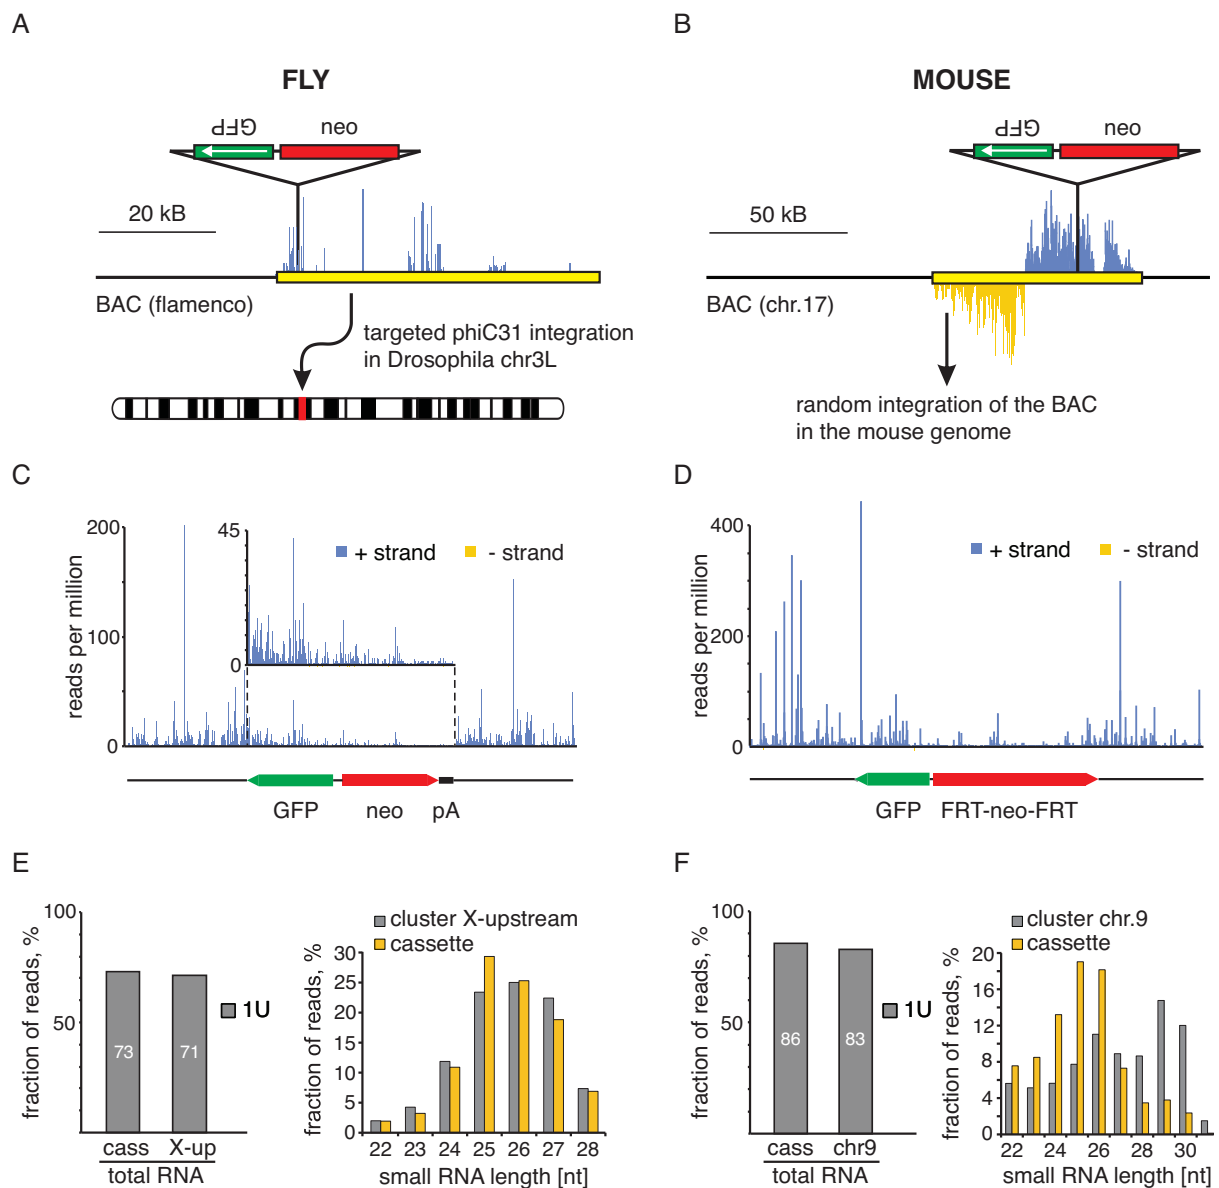 A
B
FLY
MOUSE
GFP
neo
GFP
neo
20 kB
50 kB
BAC (flamenco)
BAC (chr.17)
targeted phiC31 integration
in Drosophila chr3L
random integration of the BAC
in the mouse genome
C
D
reads per million
200
100
0
45
0
+ strand
- strand
GFP
neo
pA
reads per million
400
200
0
+ strand
- strand
GFP
FRT-neo-FRT
E
F
fraction of reads, %
100
50
73
71
1U
cass
X-up
total RNA
cluster X-upstream
cassette
fraction of reads, %
30
25
20
15
10
5
0
22 23 24 25 26 27 28
small RNA length [nt]
fraction of reads, %
100
50
86
83
1U
cass
chr9
total RNA
cluster chr.9
cassette
fraction of reads, %
20
16
12
8
4
0
22 24 26 28 30
small RNA length [nt]